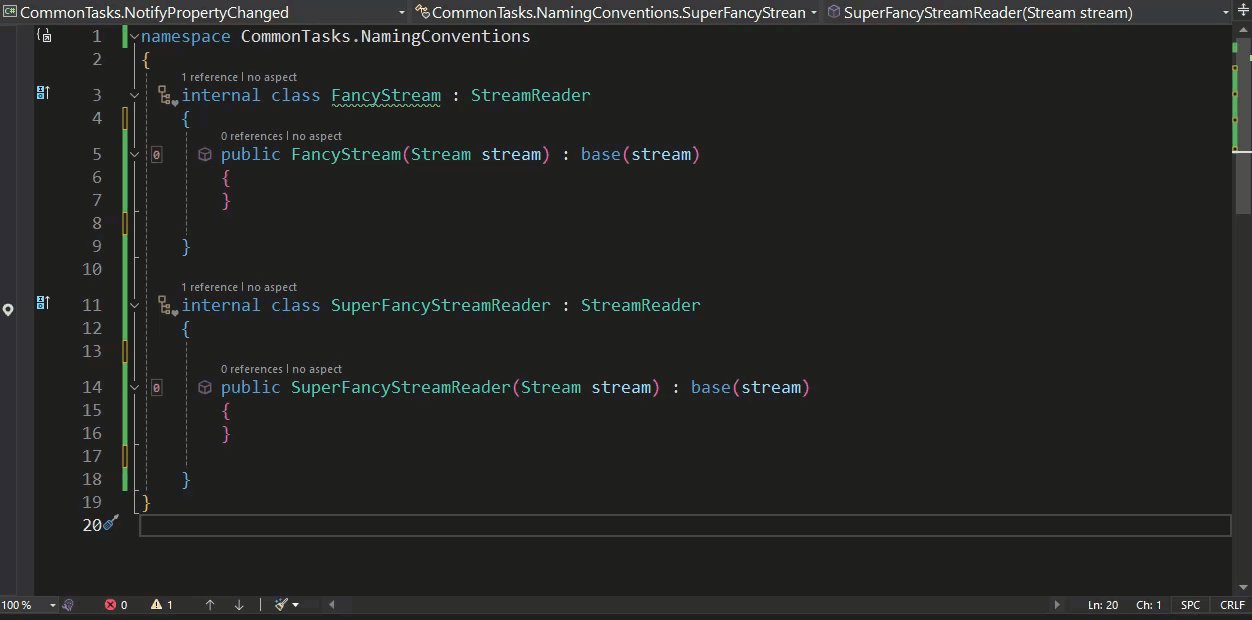 C# CommonTasks.NotifyPropertyChanged CommonTasks.NamingConventions.SuperFancyStrean SuperFancyStreamReader(Stream stream)
1 namespace CommonTasks.NamingConventions
2 {
1 reference | no aspect
3 internal class FancyStream : StreamReader
4 {
0 references | no aspect
5 0 public FancyStream(Stream stream) : base(stream)
6 {
7 }
8
9 }
10
1 reference | no aspect
11 internal class SuperFancyStreamReader : StreamReader
12 {
13
0 references | no aspect
14 0 public SuperFancyStreamReader(Stream stream) : base(stream)
15 {
16 }
17
18 }
19 }
20
100 % 0 1 Ln: 20 Ch: 1 SPC CRLF